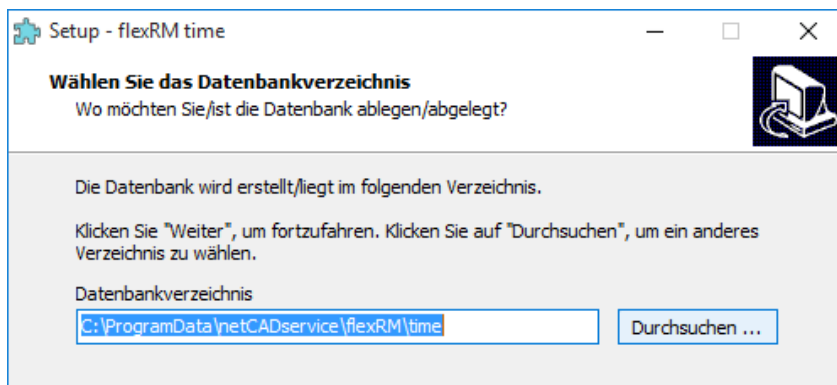 Setup - flexRM time
Wählen Sie das Datenbankverzeichnis
Wo möchten Sie/ist die Datenbank ablegen/abgelegt?
Die Datenbank wird erstellt/liegt im folgenden Verzeichnis.
Klicken Sie "Weiter", um fortzufahren. Klicken Sie auf "Durchsuchen", um ein anderes
Verzeichnis zu wählen.
Datenbankverzeichnis
C:\ProgramData\netCADservice\flexRM\time
Durchsuchen ...